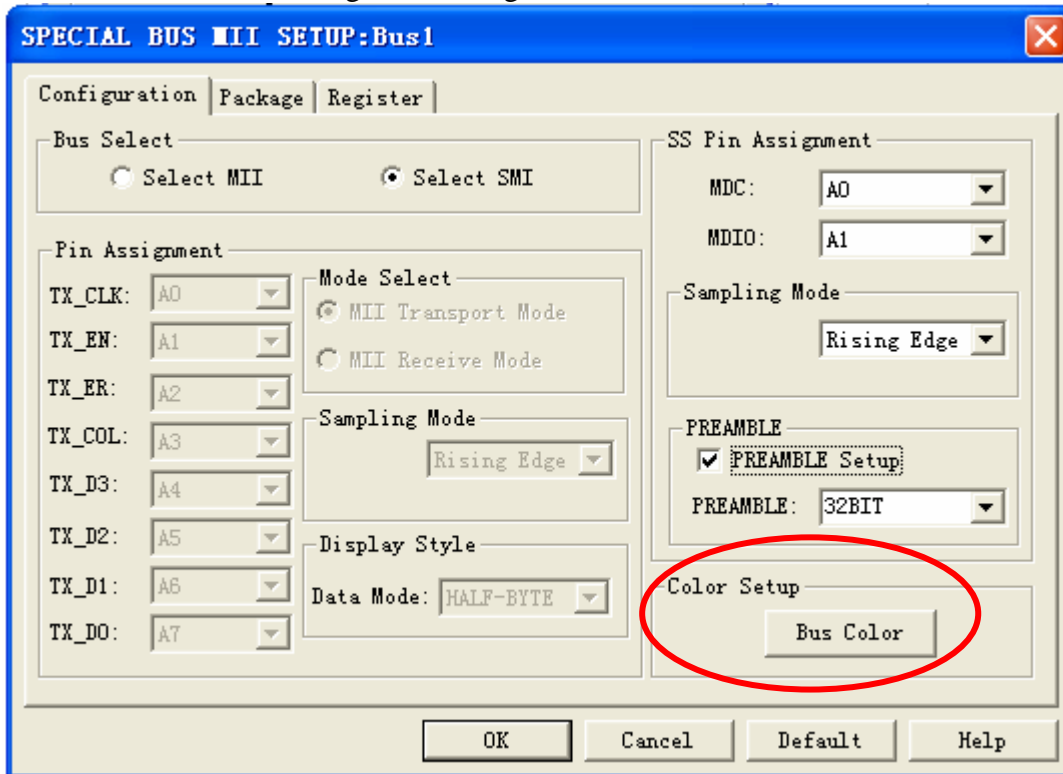 SPECIAL BUS MII SETUP:Bus1
Configuration Package Register
Bus Select
Select MII Select SMI
Pin Assignment
TX_CLK: A0
TX_EN: A1
TX_ER: A2
TX_COL: A3
TX_D3: A4
TX_D2: A5
TX_D1: A6
TX_D0: A7
Mode Select
MII Transport Mode
MII Receive Mode
Sampling Mode
Rising Edge
Display Style
Data Mode: HALF-BYTE
SS Pin Assignment
MDC: A0
MDIO: A1
Sampling Mode
Rising Edge
PREAMBLE
PREAMBLE Setup
PREAMBLE: 32BIT
Color Setup
Bus Color
OK Cancel Default Help